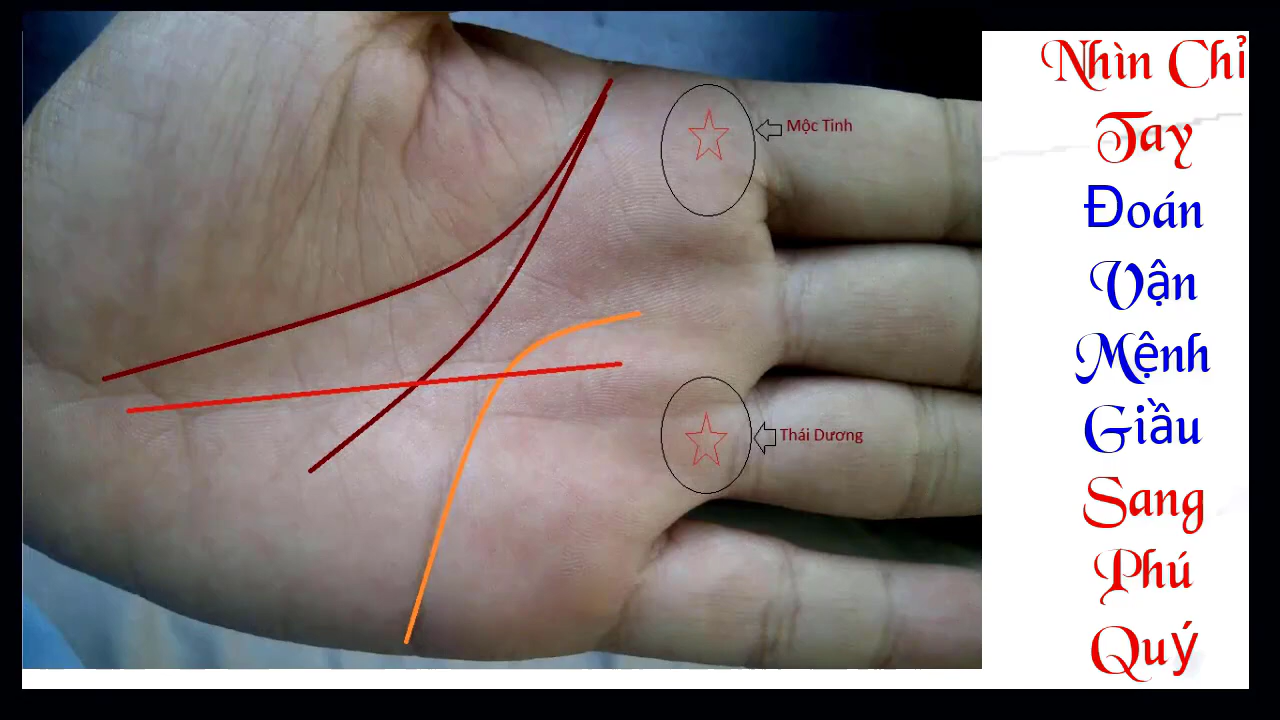 Nhìn Chỉ
Tay
Đoán
Vận
Mệnh
Giầu
Sang
Phú
Quý
Mộc Tinh
Thái Dương